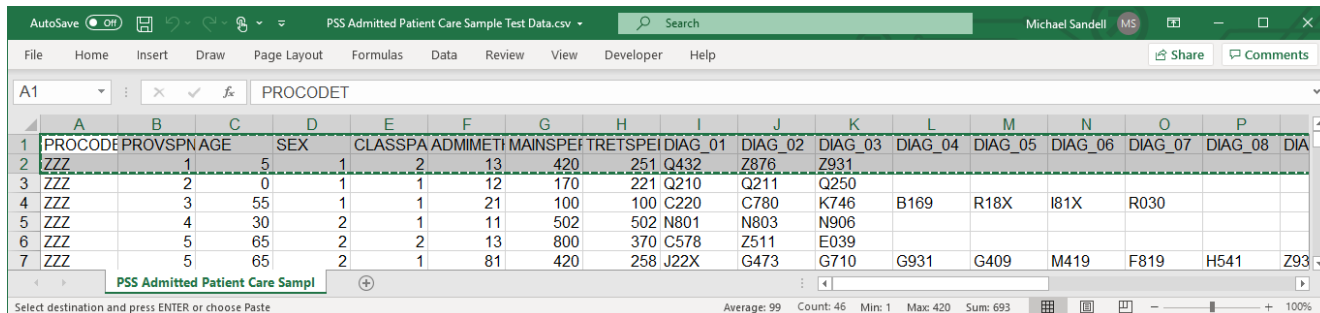 AutoSave Off PSS Admitted Patient Care Sample Test Data.csv Search Michael Sandell MS
File Home Insert Draw Page Layout Formulas Data Review View Developer Help Share Comments
A1 fx PROCODET
A B C D E F G H I J K L M N O P
1 PROCODE PROVSPN AGE SEX CLASSPA ADMIMETH MAINSPEF TRETSPEI DIAG_01 DIAG_02 DIAG_03 DIAG_04 DIAG_05 DIAG_06 DIAG_07 DIAG_08 DIA
2 ZZZ 1 5 1 2 13 420 251 Q432 Z876 Z931
3 ZZZ 2 0 1 1 12 170 221 Q210 Q211 Q250
4 ZZZ 3 55 1 1 21 100 100 C220 C780 K746 B169 R18X I81X R030
5 ZZZ 4 30 2 1 11 502 502 N801 N803 N906
6 ZZZ 5 65 2 2 13 800 370 C578 Z511 E039
7 ZZZ 5 65 2 1 81 420 258 J22X G473 G710 G931 G409 M419 F819 H541 Z93
PSS Admitted Patient Care Sampl
Select destination and press ENTER or choose Paste Average: 99 Count: 46 Min: 1 Max: 420 Sum: 693 100%